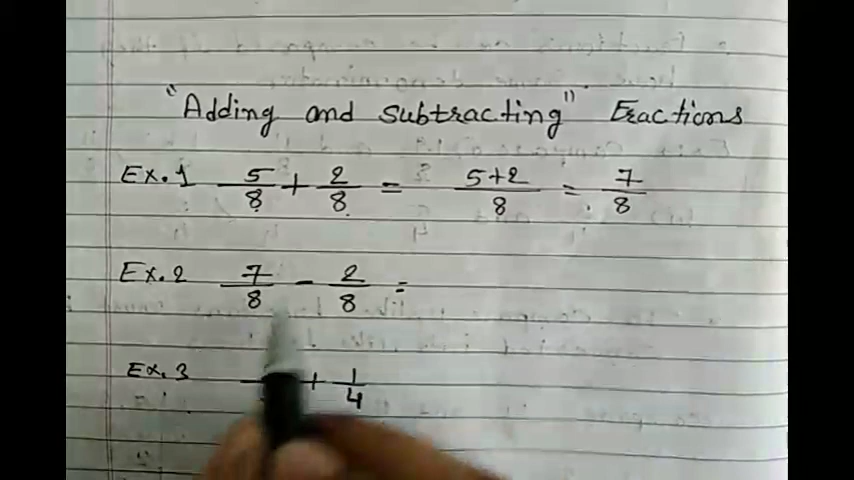 "Adding and subtracting" Fractions
Ex.1 5/8 + 2/8 = 5+2/8 = 7/8
Ex.2 7/8 - 2/8 =
Ex.3 + 1/4